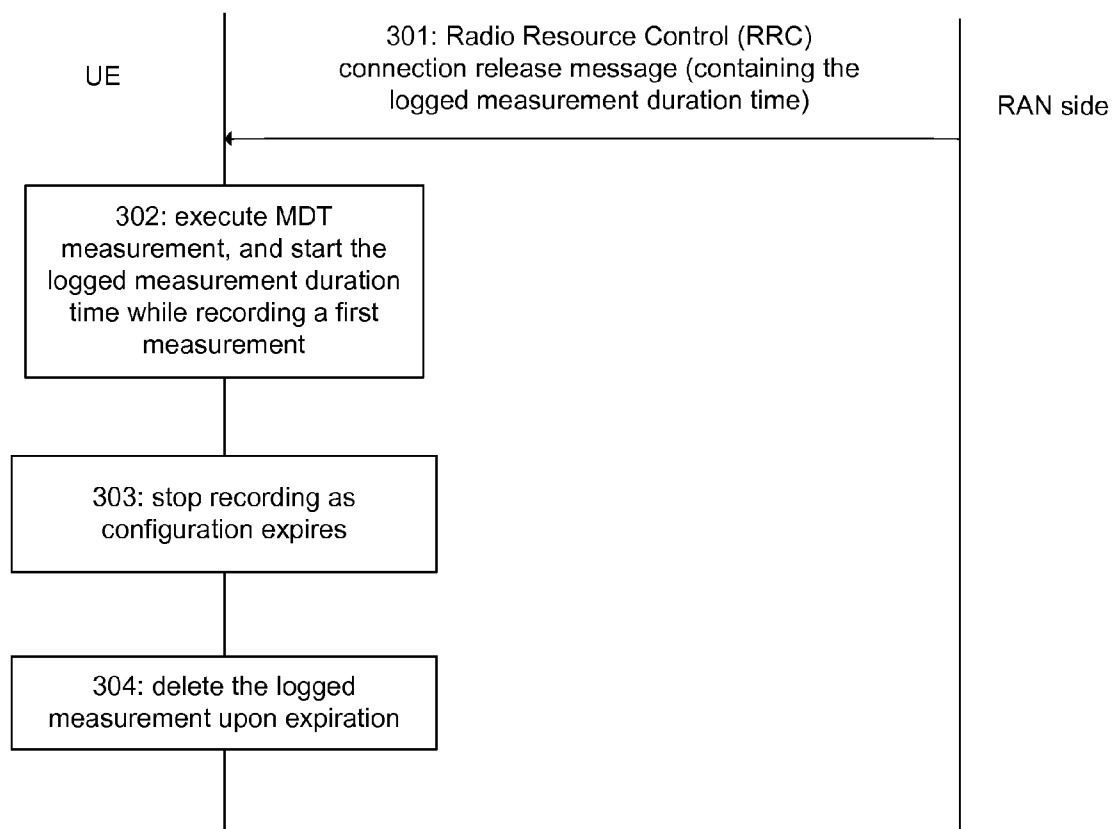 301: Radio Resource Control (RRC)
connection release message (containing the
logged measurement duration time)
UE
RAN side
302: execute MDT
measurement, and start the
logged measurement duration
time while recording a first
measurement
303: stop recording as
configuration expires
304: delete the logged
measurement upon expiration